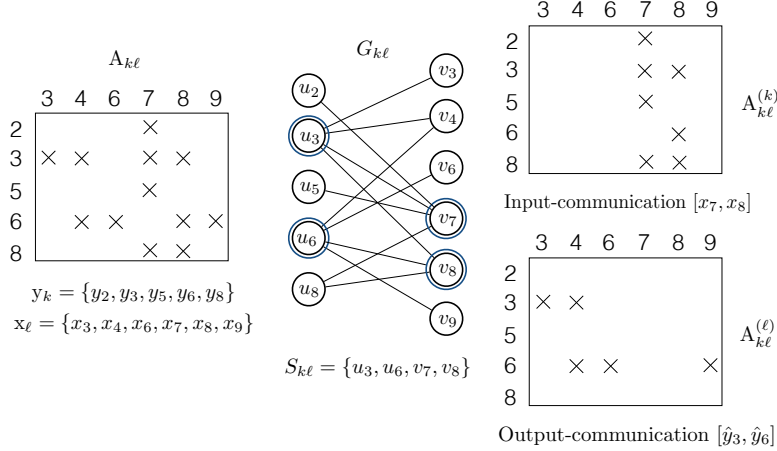 A_{kℓ}
3 4 6 7 8 9
2
3
5
6
8
y_k = {y_2, y_3, y_5, y_6, y_8}
x_ℓ = {x_3, x_4, x_6, x_7, x_8, x_9}
G_{kℓ}
u_2
u_3
u_5
u_6
u_8
v_3
v_4
v_6
v_7
v_8
v_9
S_{kℓ} = {u_3, u_6, v_7, v_8}
3 4 6 7 8 9
2
3
5
6
8
A_{kℓ}^{(k)}
Input-communication [x_7, x_8]
3 4 6 7 8 9
2
3
5
6
8
A_{kℓ}^{(ℓ)}
Output-communication [ŷ_3, ŷ_6]